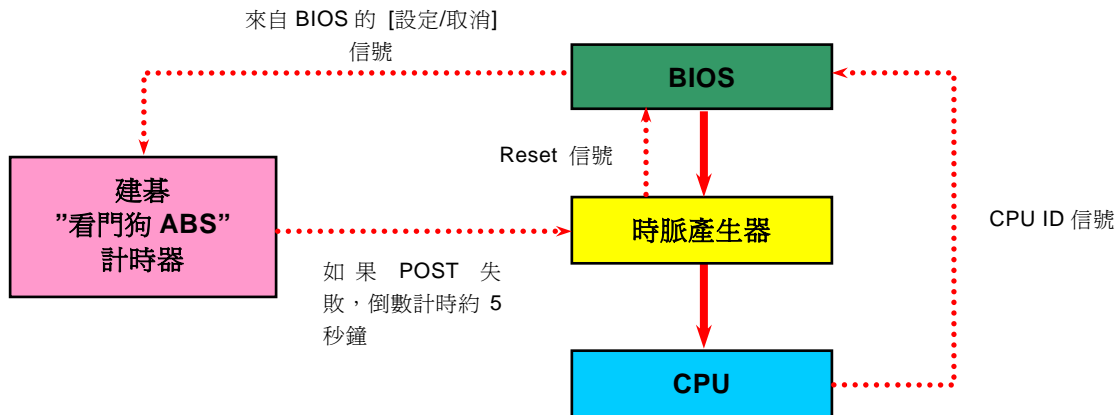 來自 BIOS 的 [設定/取消]
信號
BIOS
Reset 信號
建碁
”看門狗 ABS”
計時器
時脈產生器
CPU ID 信號
如果 POST 失
敗，倒數計時約 5
秒鐘
CPU